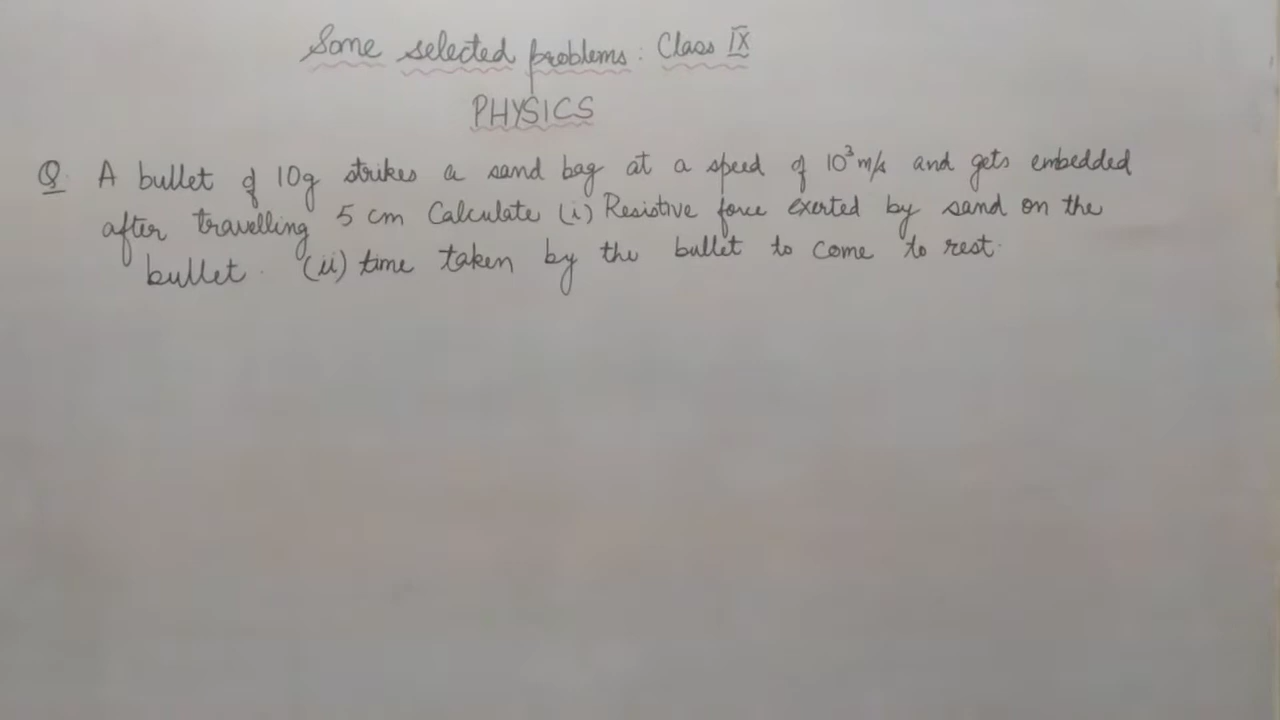 Some selected problems: Class IX
PHYSICS
Q. A bullet of 10g strikes a sand bag at a speed of 10³ m/s and gets embedded
after travelling 5 cm Calculate (i) Resistive force exerted by sand on the
bullet. (ii) time taken by the bullet to come to rest.